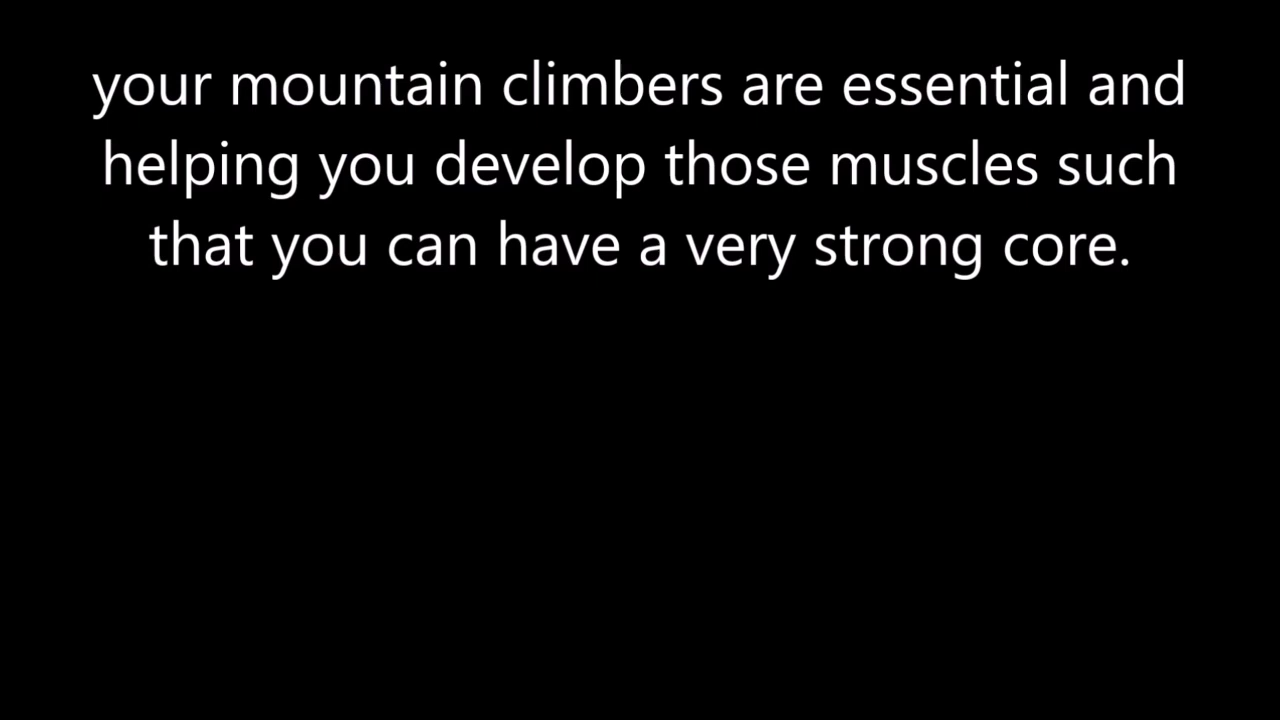 your mountain climbers are essential and
helping you develop those muscles such
that you can have a very strong core.